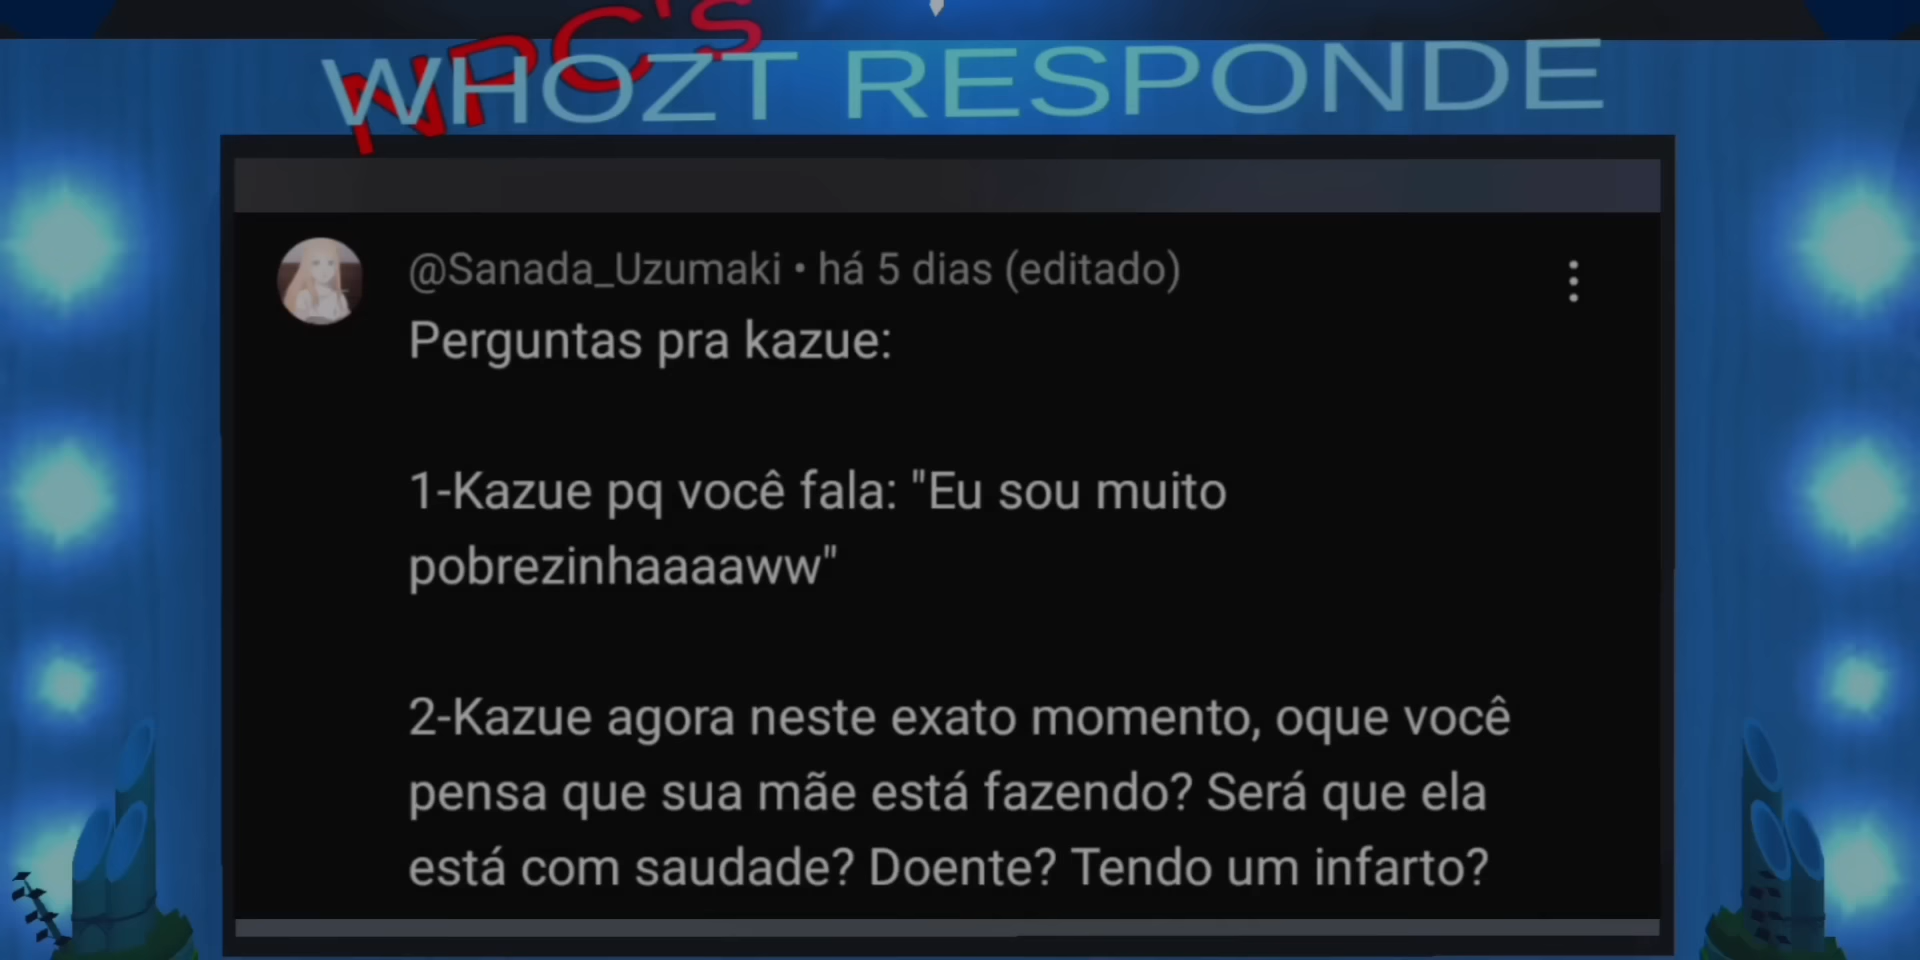 NPC's
WHOZT RESPONDE
@Sanada_Uzumaki • há 5 dias (editado)
Perguntas pra kazue:
1-Kazue pq você fala: "Eu sou muito
pobrezinhaaaaww"
2-Kazue agora neste exato momento, oque você
pensa que sua mãe está fazendo? Será que ela
está com saudade? Doente? Tendo um infarto?